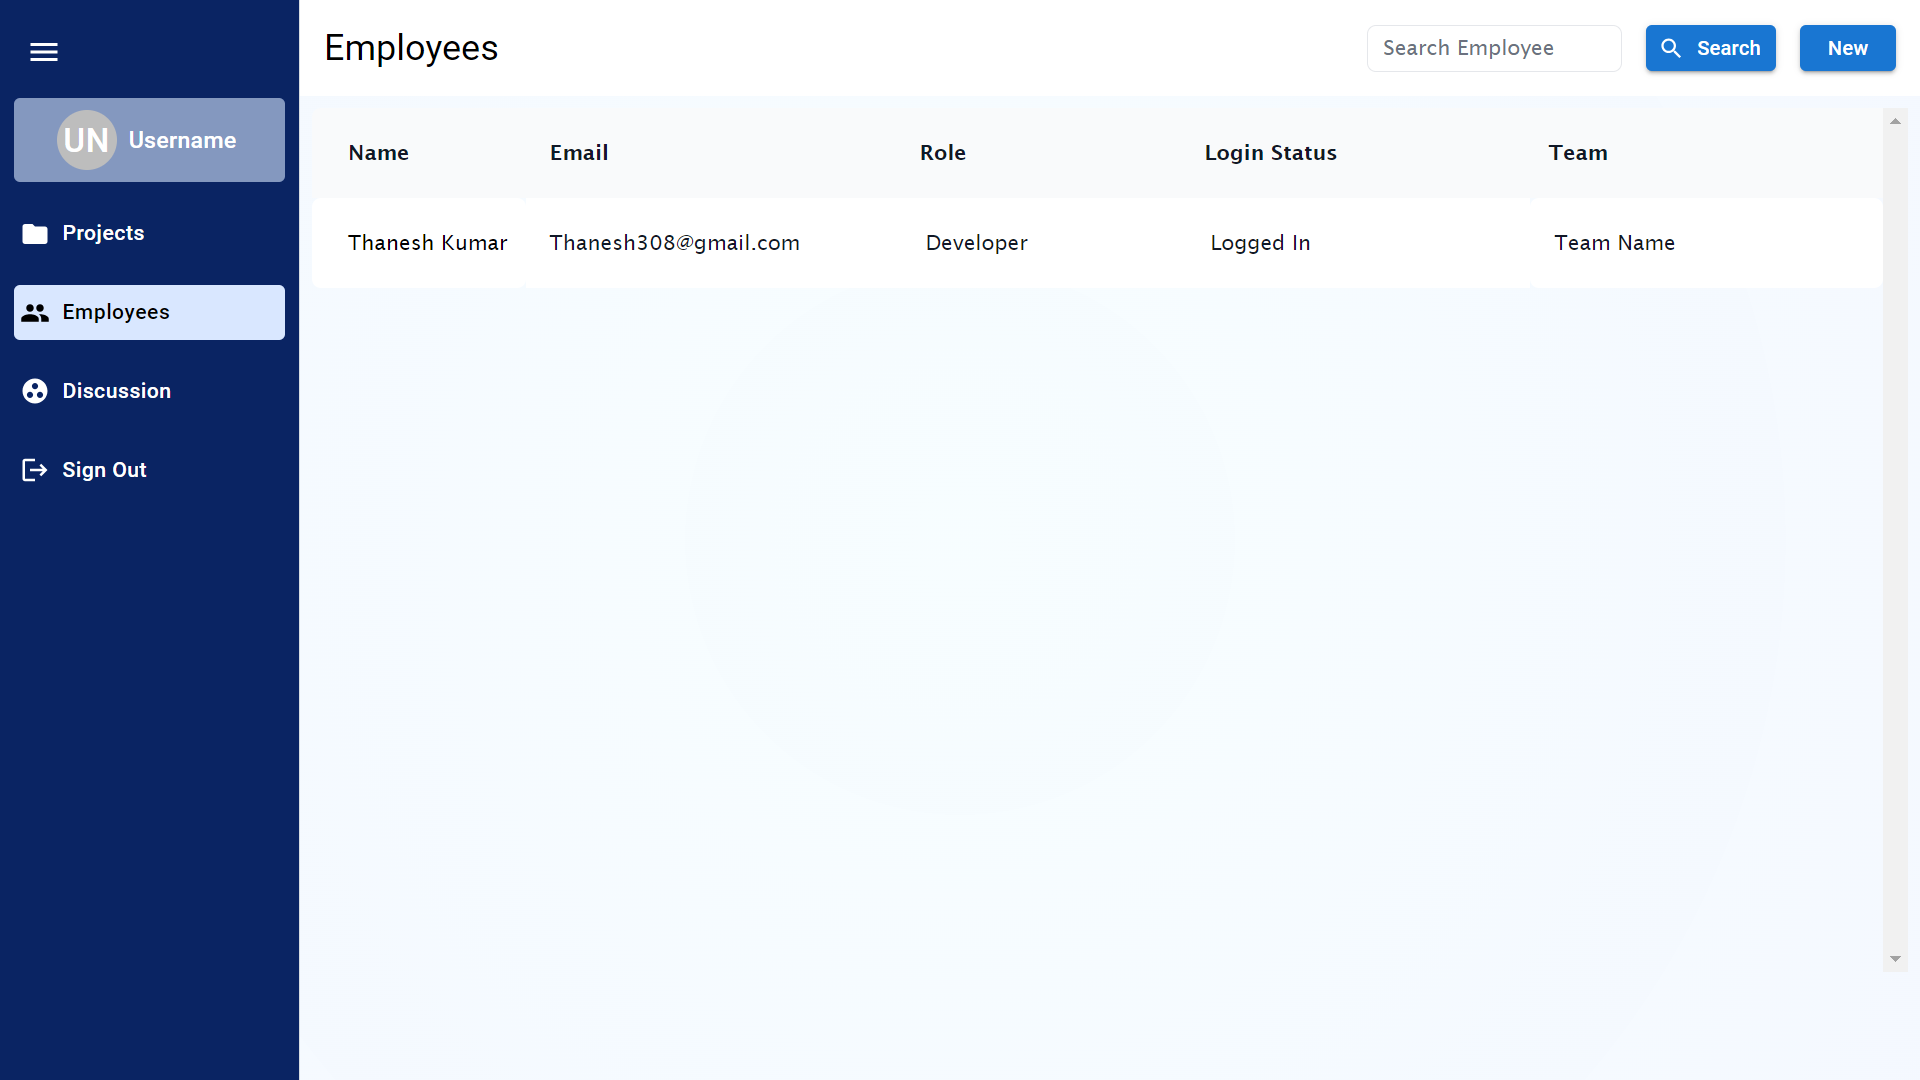 UN Username
Projects
Employees
Discussion
Sign Out
Employees
Search Employee
Search
New
Name Email Role Login Status Team
Thanesh Kumar Thanesh308@gmail.com Developer Logged In Team Name